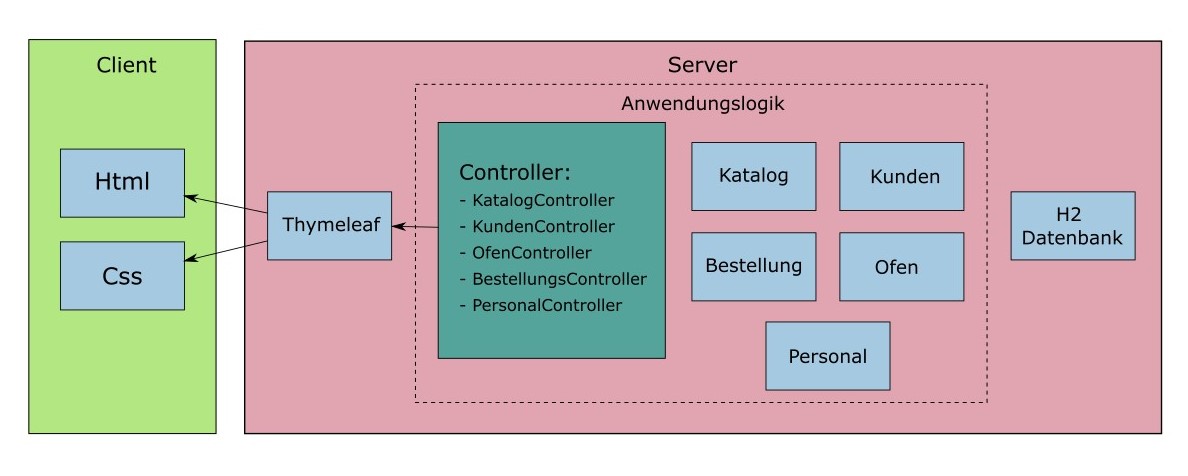 Client
Html
Css
Server
Thymeleaf
Anwendungslogik
Controller:
- KatalogController
- KundenController
- OfenController
- BestellungsController
- PersonalController
Katalog
Kunden
Bestellung
Ofen
Personal
H2
Datenbank